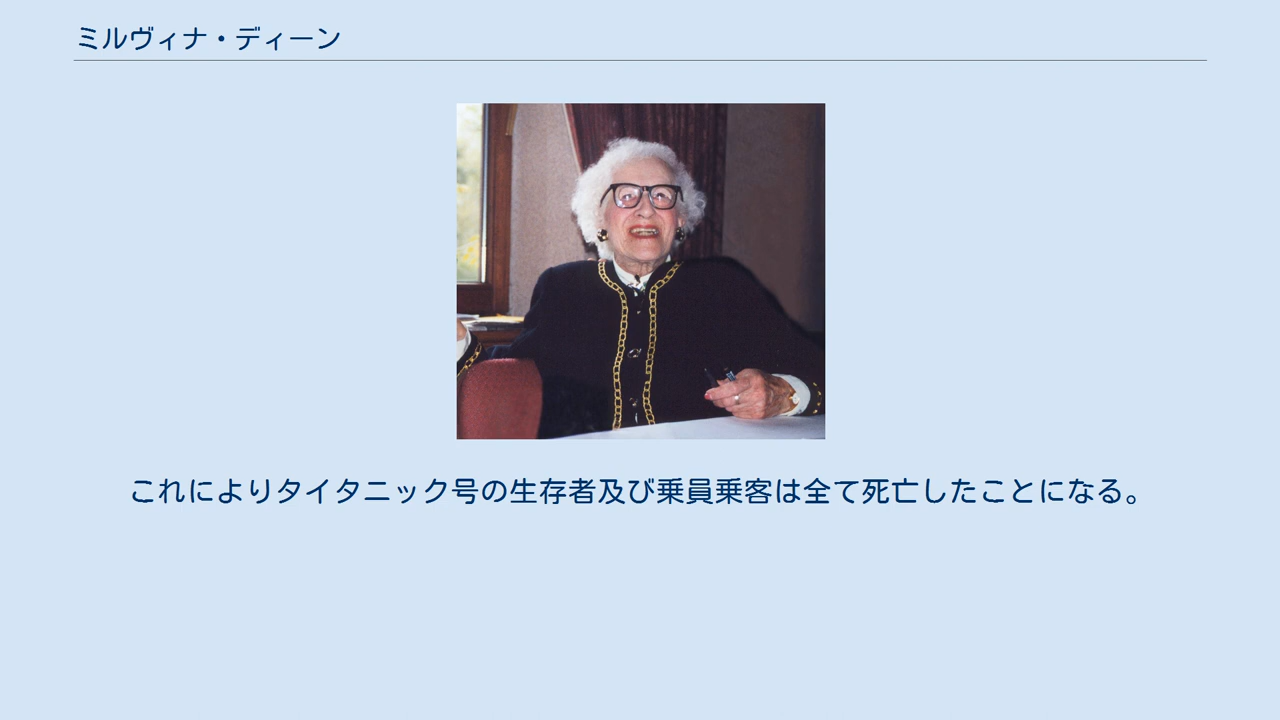 ミルヴィナ・ディーン
これによりタイタニック号の生存者及び乗員乗客は全て死亡したことになる。